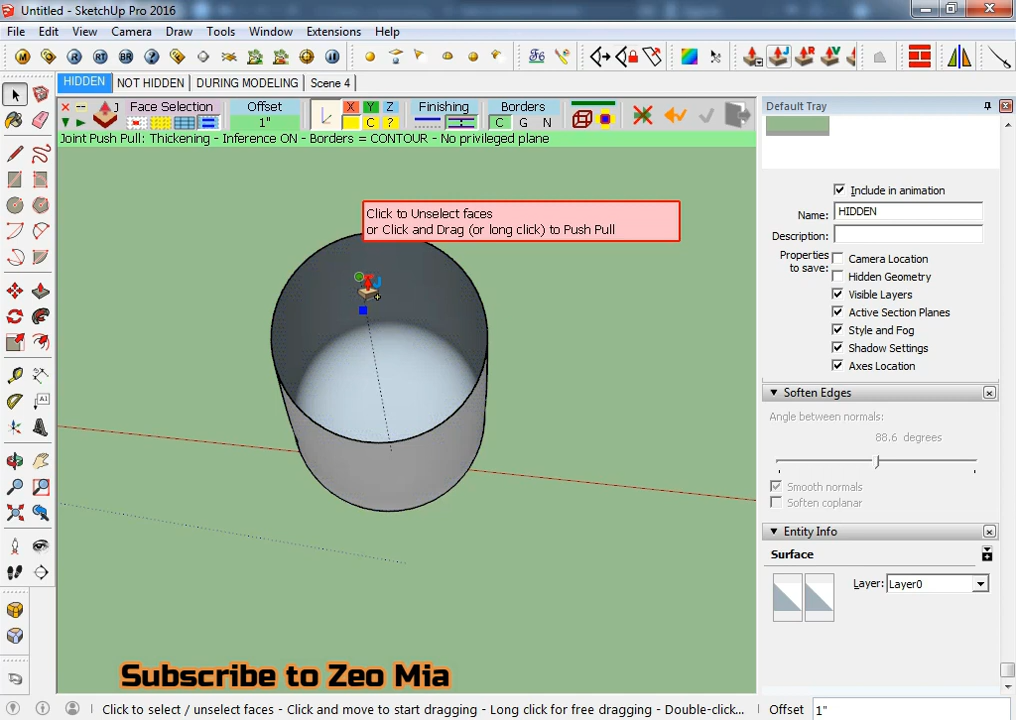 Untitled - SketchUp Pro 2016
File Edit View Camera Draw Tools Window Extensions Help
HIDDEN NOT HIDDEN DURING MODELING Scene 4
Face Selection Offset X Y Z Finishing Borders
1" C ? C G N
Joint Push Pull: Thickening - Inference ON - Borders = CONTOUR - No privileged plane
Click to Unselect faces
or Click and Drag (or long click) to Push Pull
Default Tray
Include in animation
Name: HIDDEN
Description:
Properties to save:
Camera Location
Hidden Geometry
Visible Layers
Active Section Planes
Style and Fog
Shadow Settings
Axes Location
Soften Edges
Angle between normals:
88.6 degrees
Smooth normals
Soften coplanar
Entity Info
Surface
Layer: Layer0
Subscribe to Zeo Mia
Click to select / unselect faces - Click and move to start dragging - Long click for free dragging - Double-click... Offset 1"